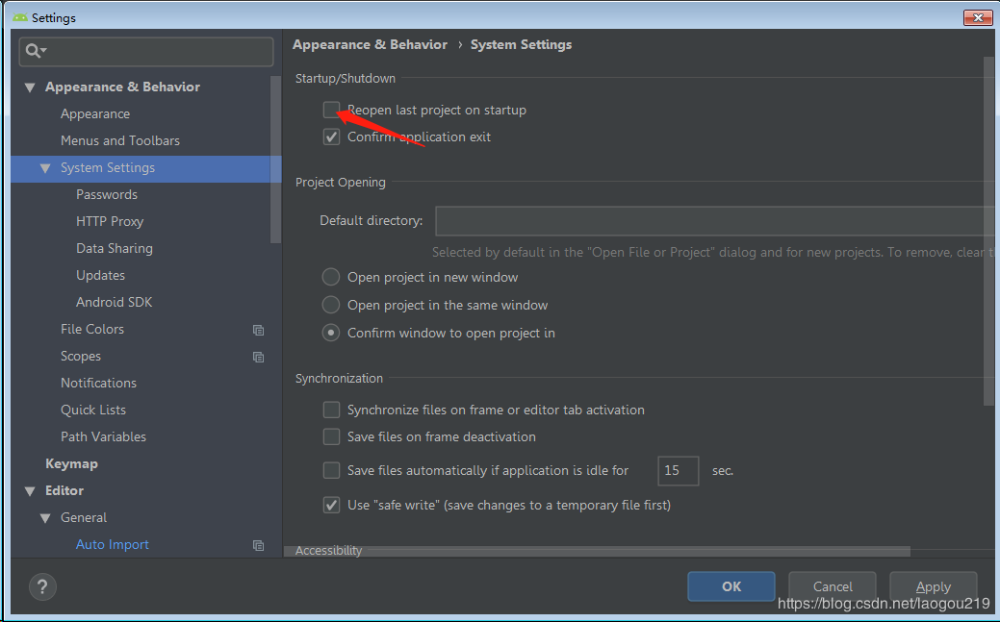 Settings
Appearance & Behavior
Appearance
Menus and Toolbars
System Settings
Passwords
HTTP Proxy
Data Sharing
Updates
Android SDK
File Colors
Scopes
Notifications
Quick Lists
Path Variables
Keymap
Editor
General
Auto Import
?
Appearance & Behavior › System Settings
Startup/Shutdown
Reopen last project on startup
Confirm application exit
Project Opening
Default directory:
Selected by default in the "Open File or Project" dialog and for new projects. To remove, clear
Open project in new window
Open project in the same window
Confirm window to open project in
Synchronization
Synchronize files on frame or editor tab activation
Save files on frame deactivation
Save files automatically if application is idle for 15 sec.
Use "safe write" (save changes to a temporary file first)
Accessibility
OK Cancel Apply
https://blog.csdn.net/laogou219